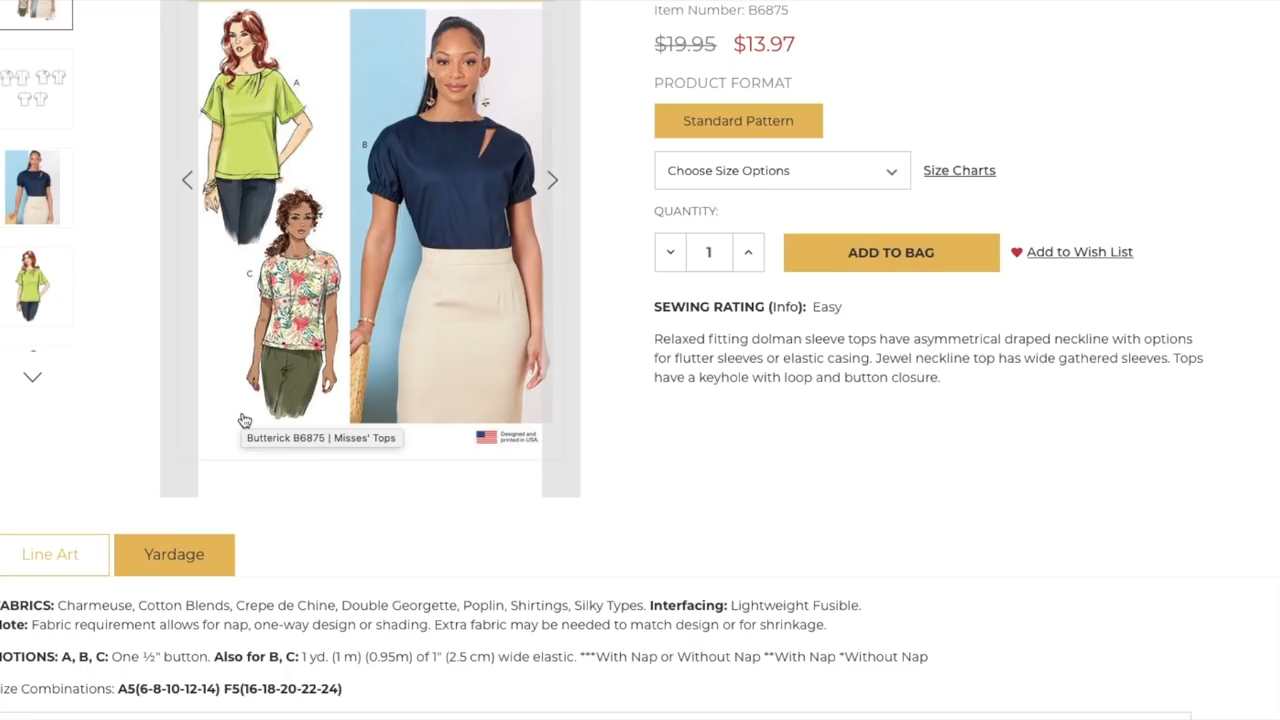 Item Number: B6875
$19.95 $13.97
PRODUCT FORMAT
Standard Pattern
Choose Size Options
Size Charts
QUANTITY:
1
ADD TO BAG
Add to Wish List
SEWING RATING (Info): Easy
Relaxed fitting dolman sleeve tops have asymmetrical draped neckline with options
for flutter sleeves or elastic casing. Jewel neckline top has wide gathered sleeves. Tops
have a keyhole with loop and button closure.
A
B
C
Butterick B6875 | Misses' Tops
Designed and
printed in USA.
Line Art
Yardage
ABRICS: Charmeuse, Cotton Blends, Crepe de Chine, Double Georgette, Poplin, Shirtings, Silky Types. Interfacing: Lightweight Fusible.
ote: Fabric requirement allows for nap, one-way design or shading. Extra fabric may be needed to match design or for shrinkage.
OTIONS: A, B, C: One ½" button. Also for B, C: 1 yd. (1 m) (0.95m) of 1" (2.5 cm) wide elastic. ***With Nap or Without Nap **With Nap *Without Nap
ize Combinations: A5(6-8-10-12-14) F5(16-18-20-22-24)